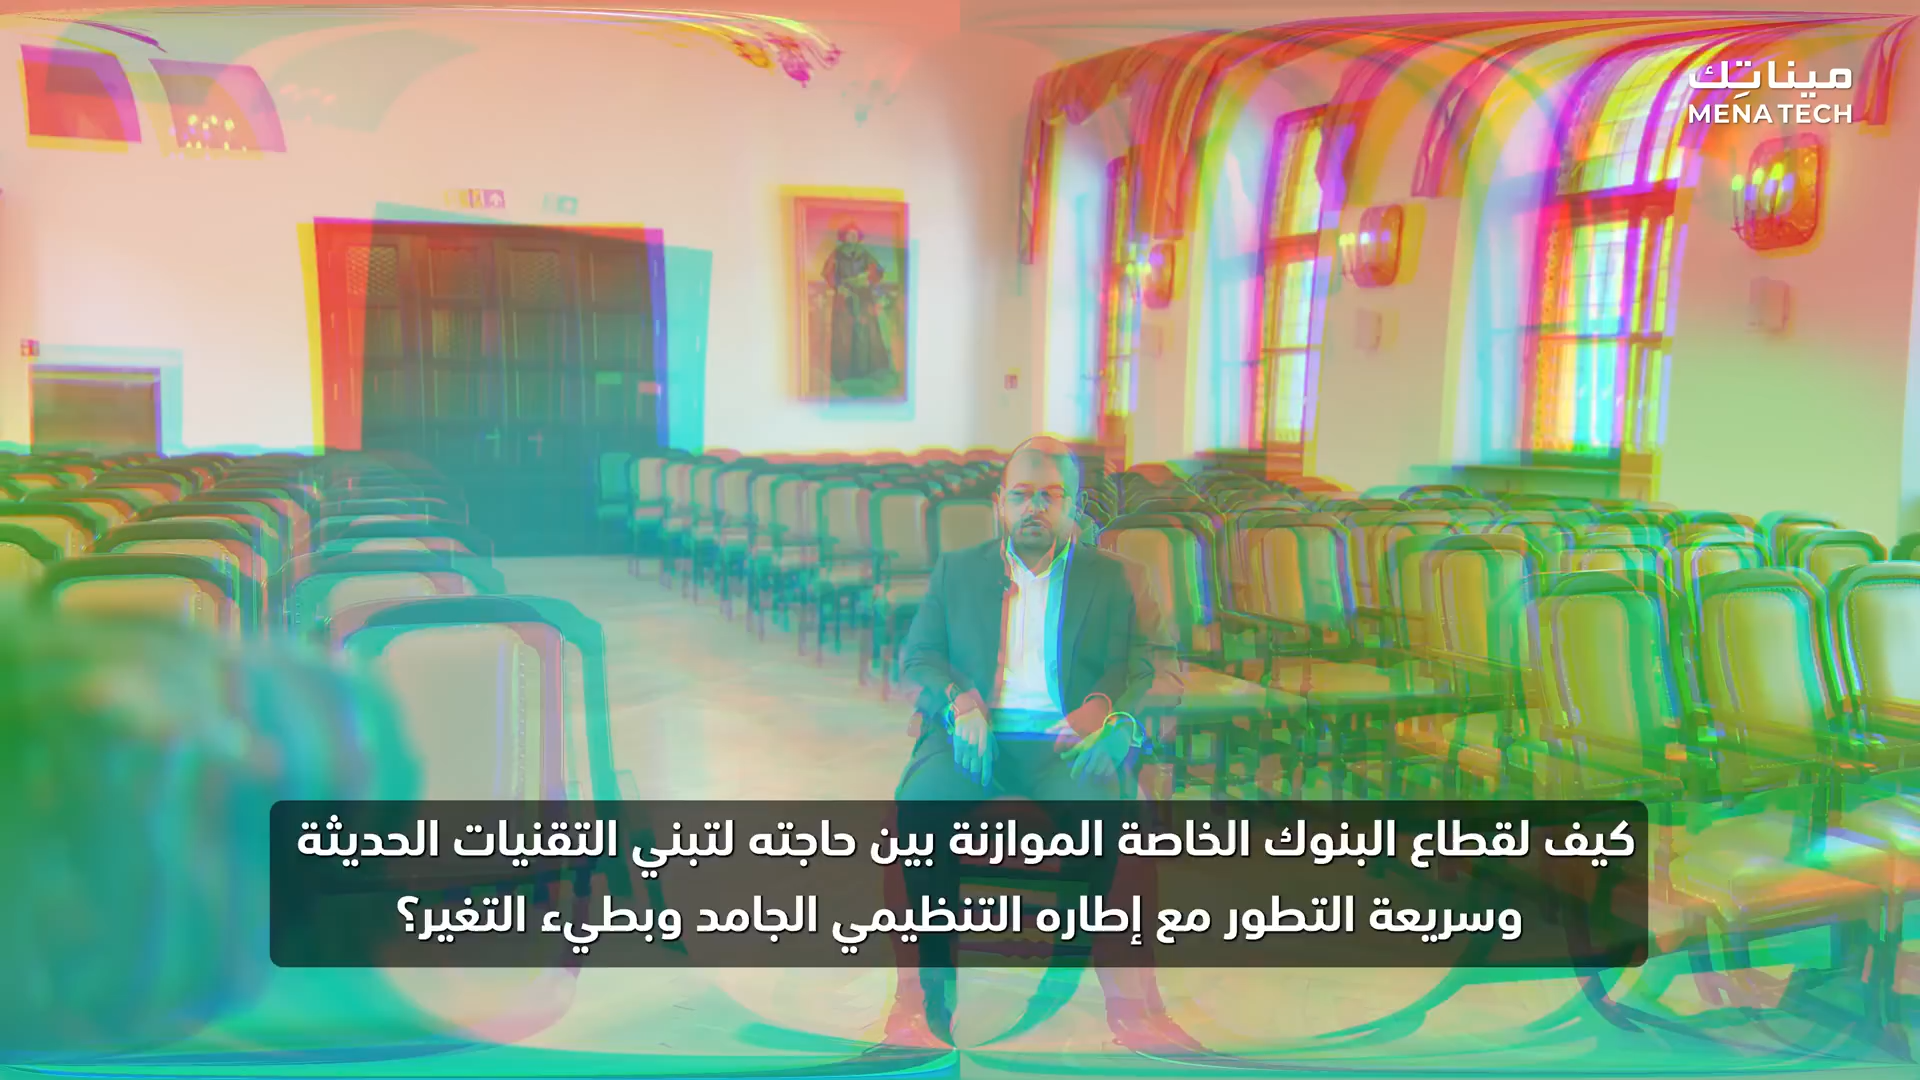 ميناتِك
MENA TECH
كيف لقطاع البنوك الخاصة الموازنة بين حاجته لتبني التقنيات الحديثة
وسريعة التطور مع إطاره التنظيمي الجامد وبطيء التغير؟